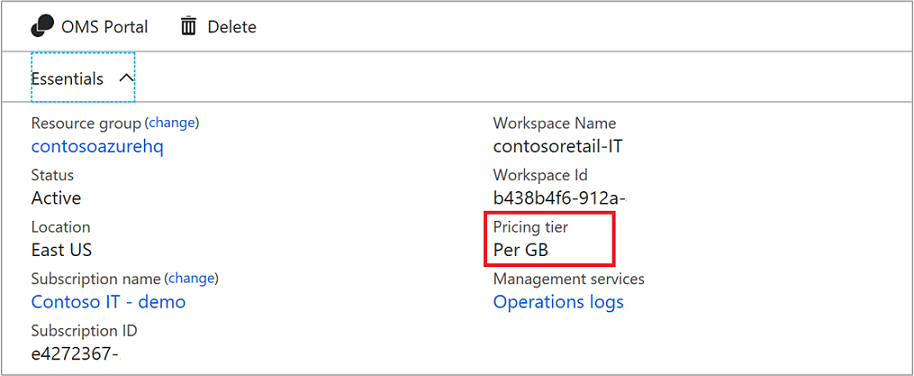 OMS Portal Delete
Essentials
Resource group (change)
contosoazurehq
Status
Active
Location
East US
Subscription name (change)
Contoso IT - demo
Subscription ID
e4272367-
Workspace Name
contosoretail-IT
Workspace Id
b438b4f6-912a-
Pricing tier
Per GB
Management services
Operations logs